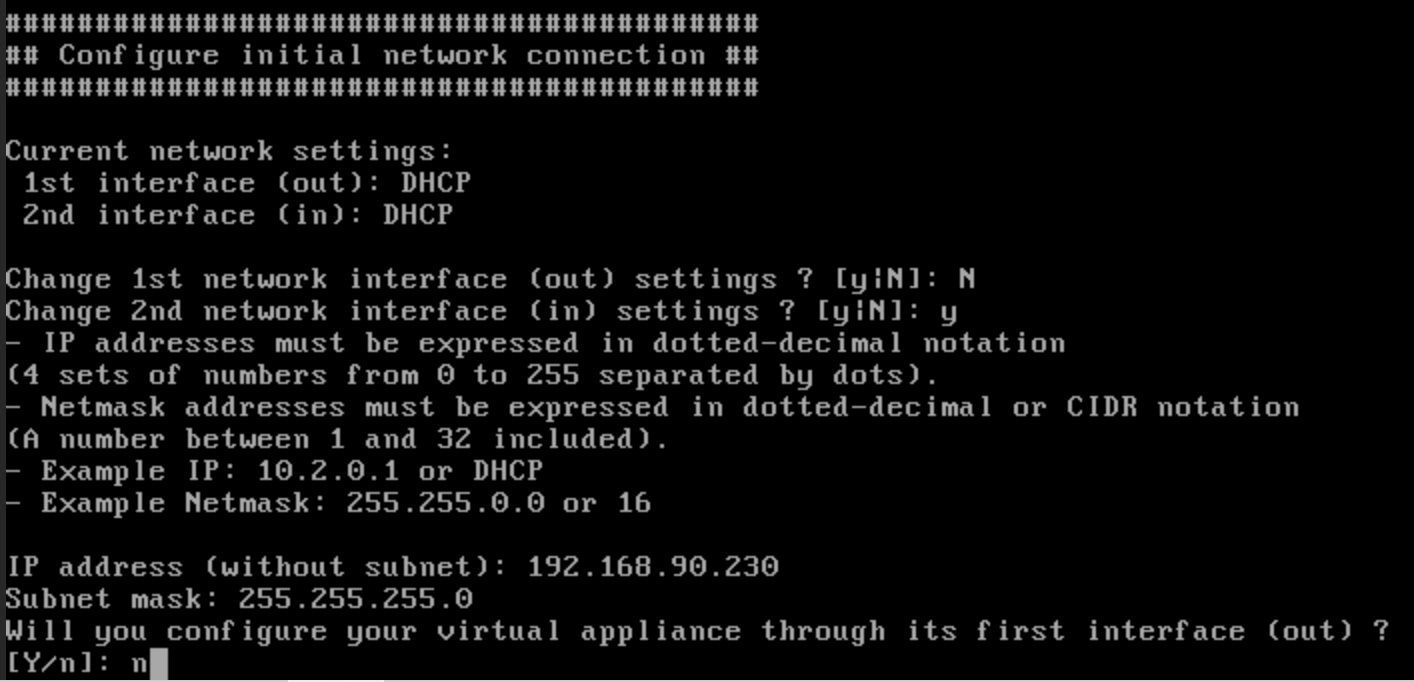 ##########################################
## Configure initial network connection ##
##########################################
Current network settings:
1st interface (out): DHCP
2nd interface (in): DHCP
Change 1st network interface (out) settings ? [y|N]: N
Change 2nd network interface (in) settings ? [y|N]: y
- IP addresses must be expressed in dotted-decimal notation
(4 sets of numbers from 0 to 255 separated by dots).
- Netmask addresses must be expressed in dotted-decimal or CIDR notation
(A number between 1 and 32 included).
- Example IP: 10.2.0.1 or DHCP
- Example Netmask: 255.255.0.0 or 16
IP address (without subnet): 192.168.90.230
Subnet mask: 255.255.255.0
Will you configure your virtual appliance through its first interface (out) ?
[Y/n]: n